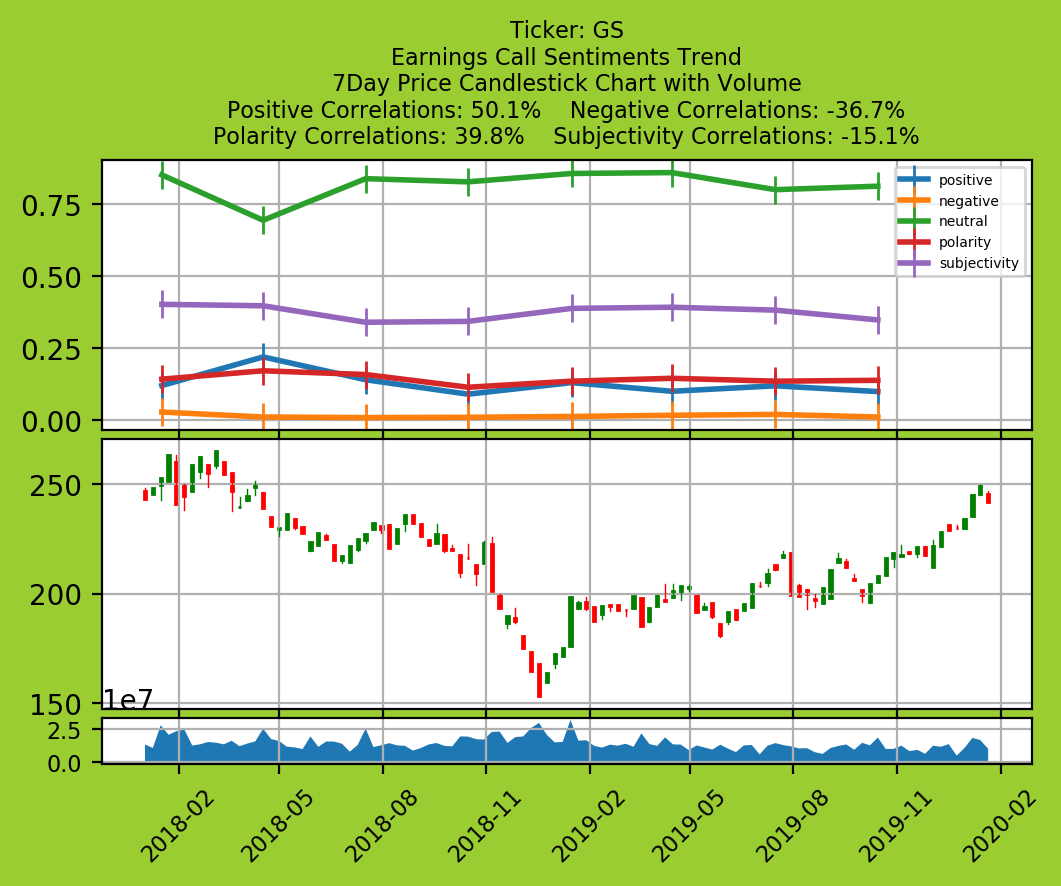 Ticker: GS
Earnings Call Sentiments Trend
7Day Price Candlestick Chart with Volume
Positive Correlations: 50.1%    Negative Correlations: -36.7%
Polarity Correlations: 39.8%    Subjectivity Correlations: -15.1%
0.75
0.50
0.25
0.00
positive
negative
neutral
polarity
subjectivity
250
200
150
1e7
2.5
0.0
2018-02
2018-05
2018-08
2018-11
2019-02
2019-05
2019-08
2019-11
2020-02